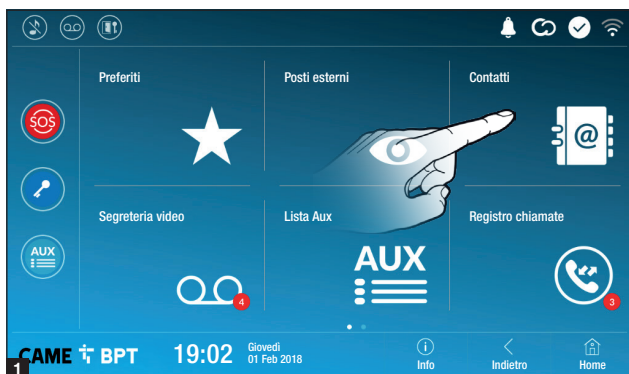 Preferiti
Posti esterni
Contatti
SOS
@
Segreteria video
Lista Aux
Registro chiamate
AUX
AUX
4
3
CAME BPT
19:02
Giovedì
01 Feb 2018
Info
Indietro
Home
1